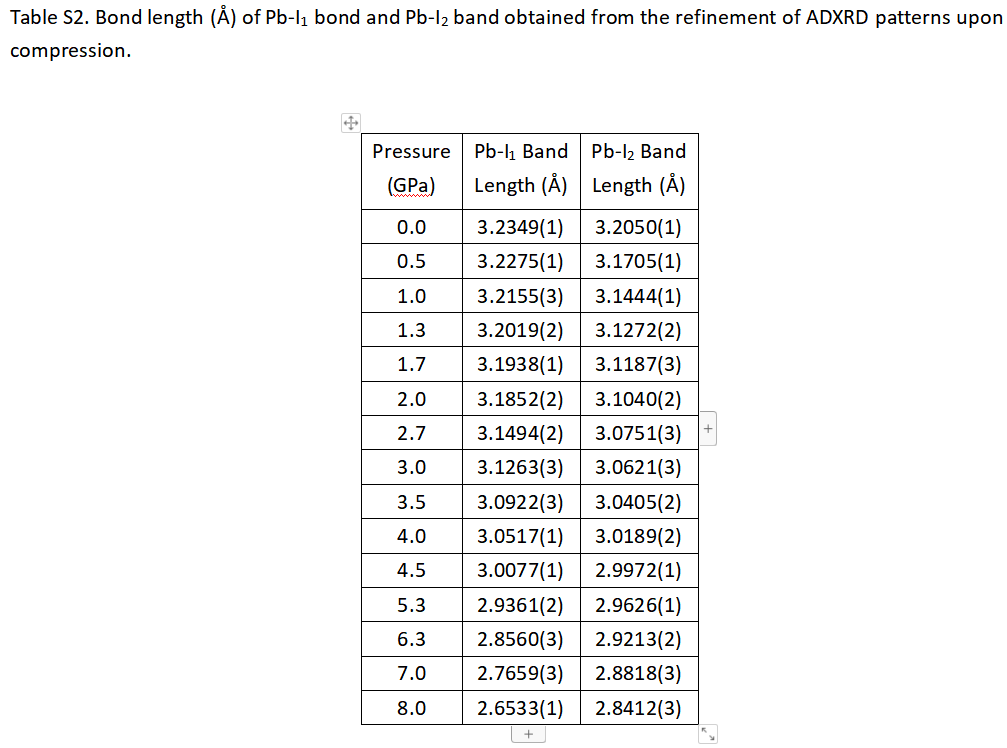 Table S2. Bond length (Å) of Pb-I₁ bond and Pb-I₂ band obtained from the refinement of ADXRD patterns upon
compression.
Pressure (GPa) Pb-I₁ Band Length (Å) Pb-I₂ Band Length (Å)
0.0 3.2349(1) 3.2050(1)
0.5 3.2275(1) 3.1705(1)
1.0 3.2155(3) 3.1444(1)
1.3 3.2019(2) 3.1272(2)
1.7 3.1938(1) 3.1187(3)
2.0 3.1852(2) 3.1040(2)
2.7 3.1494(2) 3.0751(3)
3.0 3.1263(3) 3.0621(3)
3.5 3.0922(3) 3.0405(2)
4.0 3.0517(1) 3.0189(2)
4.5 3.0077(1) 2.9972(1)
5.3 2.9361(2) 2.9626(1)
6.3 2.8560(3) 2.9213(2)
7.0 2.7659(3) 2.8818(3)
8.0 2.6533(1) 2.8412(3)